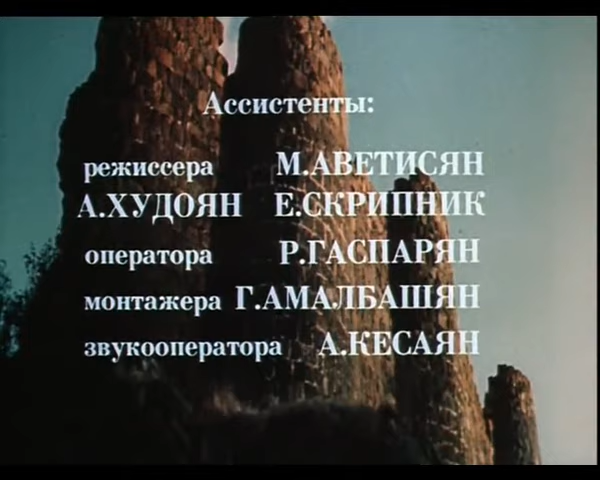 Ассистенты:
режиссера М.АВЕТИСЯН
А.ХУДОЯН Е.СКРИПНИК
оператора Р.ГАСПАРЯН
монтажера Г.АМАЛБАШЯН
звукооператора А.КЕСАЯН